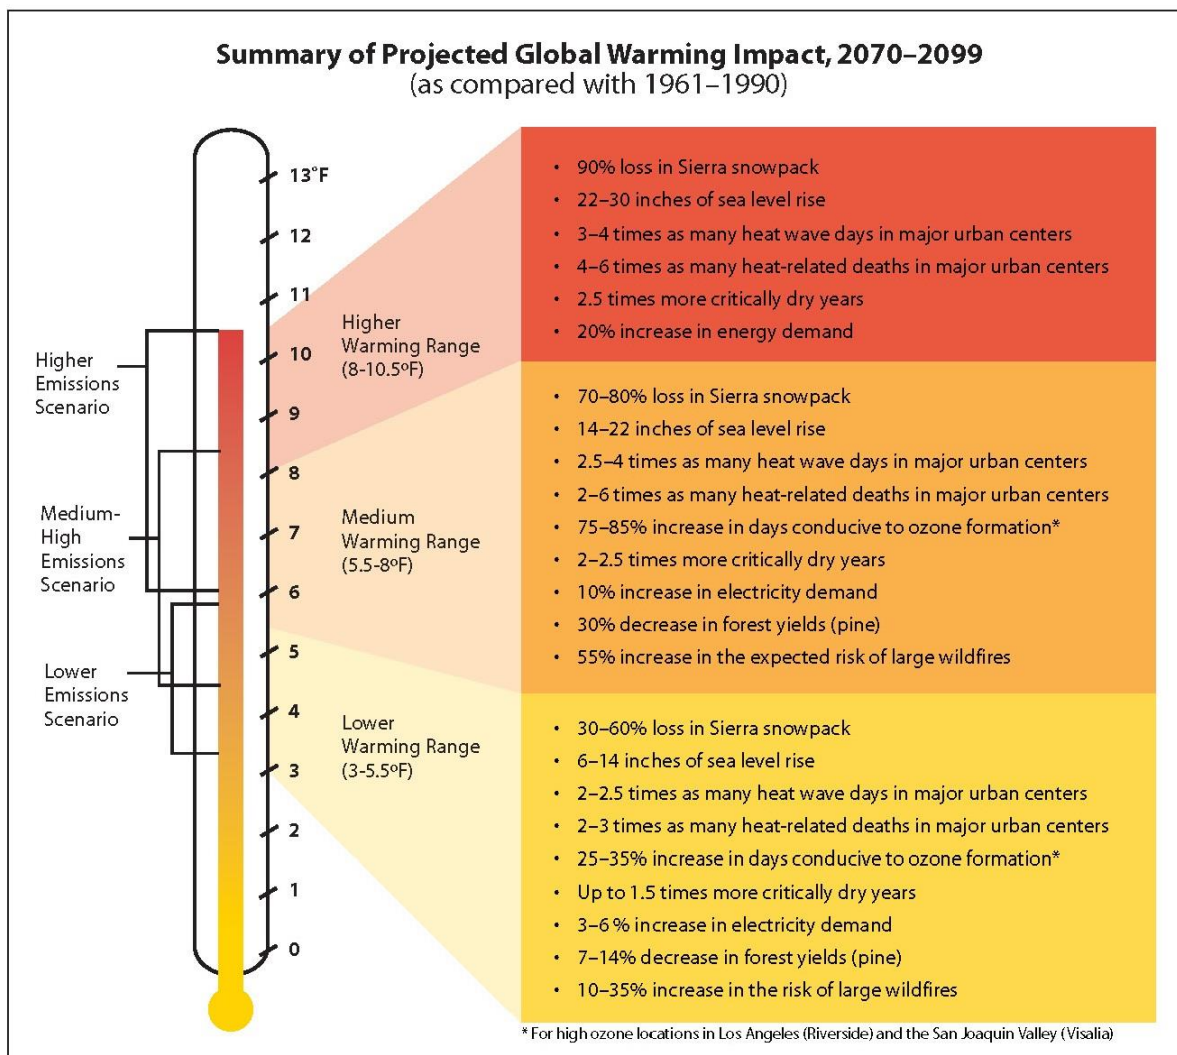 Summary of Projected Global Warming Impact, 2070–2099
(as compared with 1961–1990)
13˚F
12
11
10
9
8
7
6
5
4
3
2
1
0
Higher
Emissions
Scenario
Medium-
High
Emissions
Scenario
Lower
Emissions
Scenario
Higher
Warming Range
(8-10.5ºF)
Medium
Warming Range
(5.5-8ºF)
Lower
Warming Range
(3-5.5ºF)
• 90% loss in Sierra snowpack
• 22–30 inches of sea level rise
• 3–4 times as many heat wave days in major urban centers
• 4–6 times as many heat-related deaths in major urban centers
• 2.5 times more critically dry years
• 20% increase in energy demand
• 70–80% loss in Sierra snowpack
• 14–22 inches of sea level rise
• 2.5–4 times as many heat wave days in major urban centers
• 2–6 times as many heat-related deaths in major urban centers
• 75–85% increase in days conducive to ozone formation*
• 2–2.5 times more critically dry years
• 10% increase in electricity demand
• 30% decrease in forest yields (pine)
• 55% increase in the expected risk of large wildfires
• 30–60% loss in Sierra snowpack
• 6–14 inches of sea level rise
• 2–2.5 times as many heat wave days in major urban centers
• 2–3 times as many heat-related deaths in major urban centers
• 25–35% increase in days conducive to ozone formation*
• Up to 1.5 times more critically dry years
• 3–6 % increase in electricity demand
• 7–14% decrease in forest yields (pine)
• 10–35% increase in the risk of large wildfires
* For high ozone locations in Los Angeles (Riverside) and the San Joaquin Valley (Visalia)